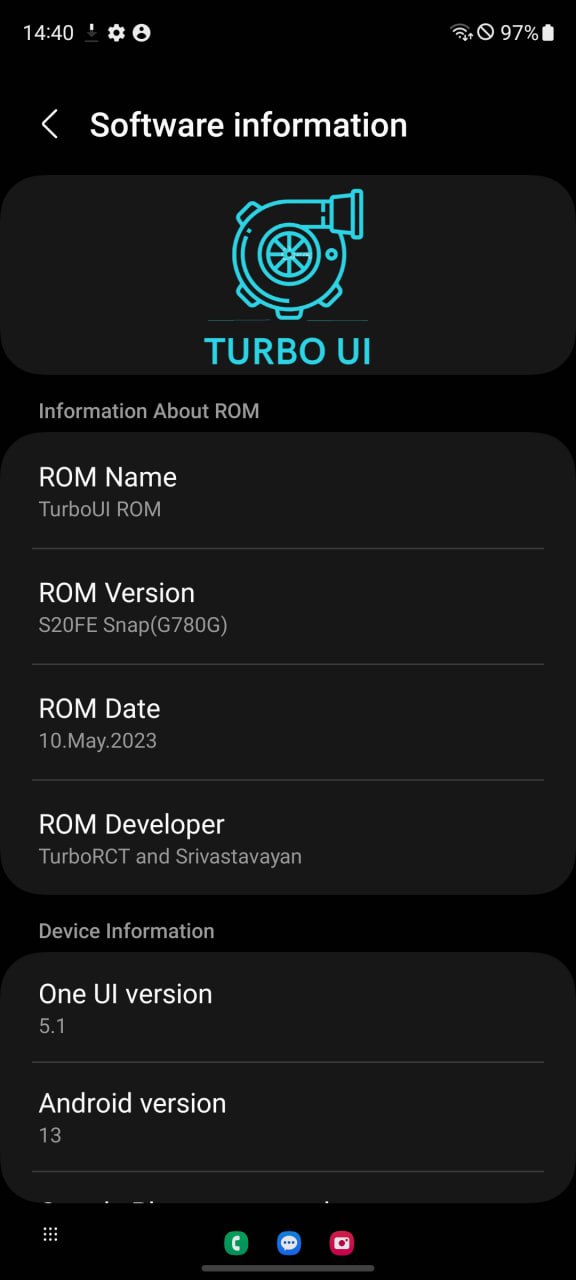 14:40
97%
Software information
TURBO UI
Information About ROM
ROM Name
TurboUI ROM
ROM Version
S20FE Snap(G780G)
ROM Date
10.May.2023
ROM Developer
TurboRCT and Srivastavayan
Device Information
One UI version
5.1
Android version
13